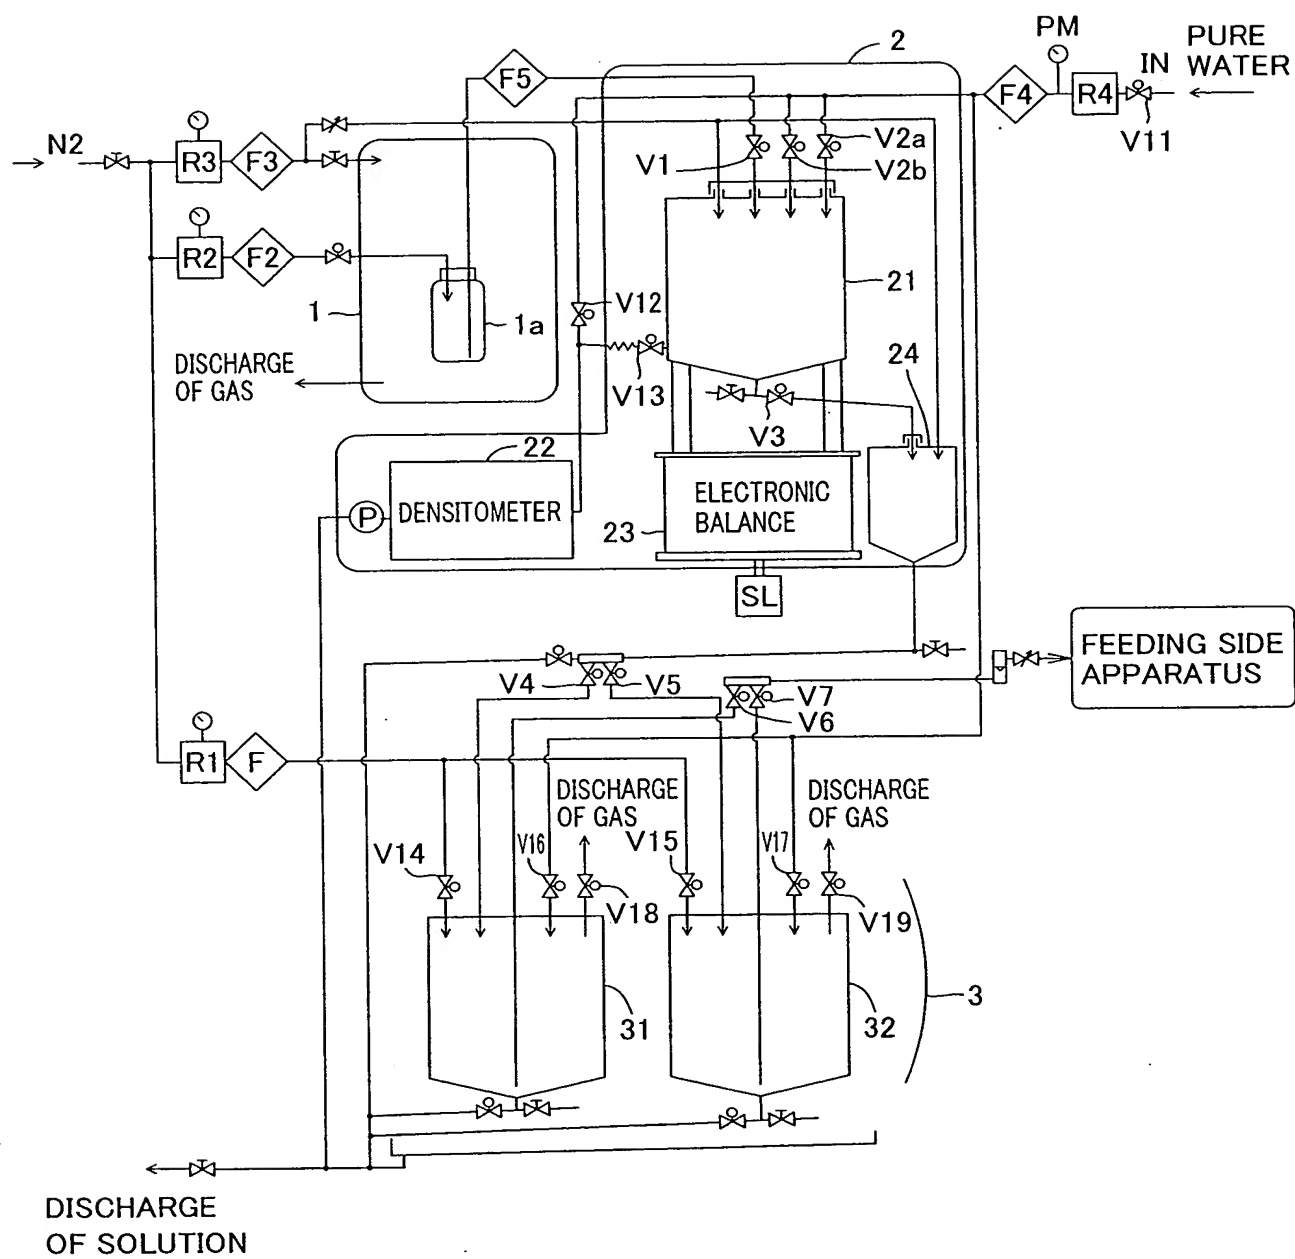 PM
2
PURE
IN WATER
F5
F4
R4
V11
N2
R3
F3
V1
V2a
V2b
R2
F2
21
1
1a
V12
24
DISCHARGE
OF GAS
V13
V3
22
P
DENSITOMETER
ELECTRONIC
BALANCE
23
SL
FEEDING SIDE
APPARATUS
V4
V5
V7
V6
R1
F
DISCHARGE
OF GAS
DISCHARGE
OF GAS
V14
V16
V15
V17
V18
V19
31
32
3
DISCHARGE
OF SOLUTION